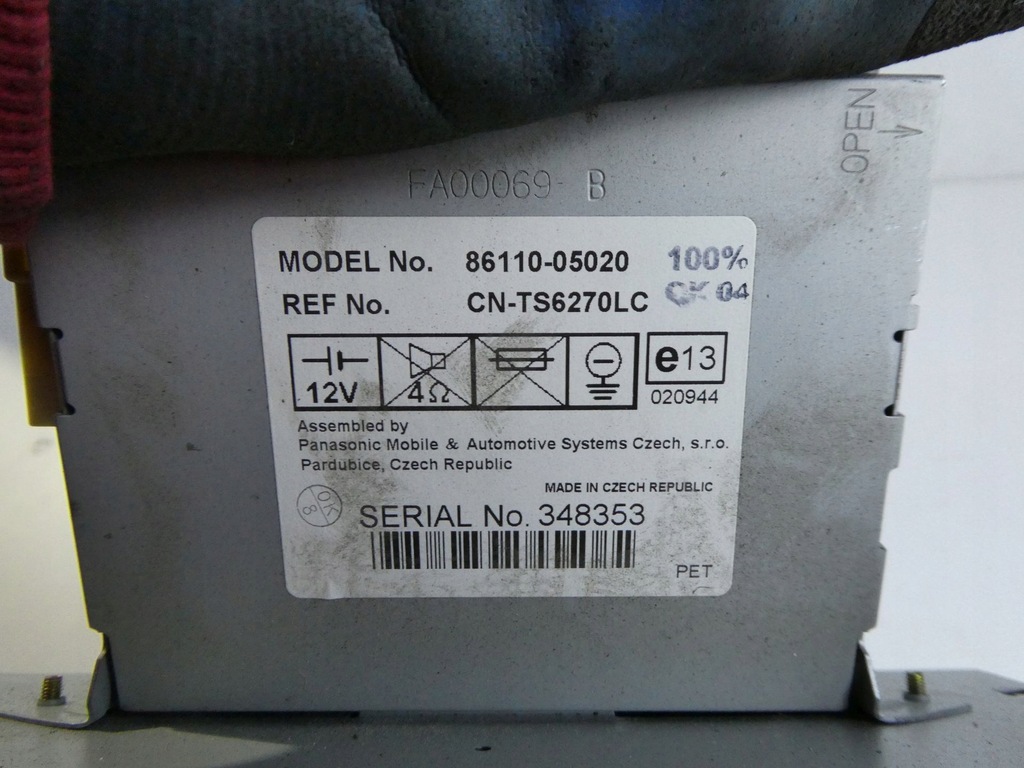 OPEN
FA00069 B
MODEL No. 86110-05020 100%
REF No. CN-TS6270LC OK 04
12V 4Ω e13
020944
Assembled by
Panasonic Mobile & Automotive Systems Czech, s.r.o.
Pardubice, Czech Republic
MADE IN CZECH REPUBLIC
OK
8
SERIAL No. 348353
PET